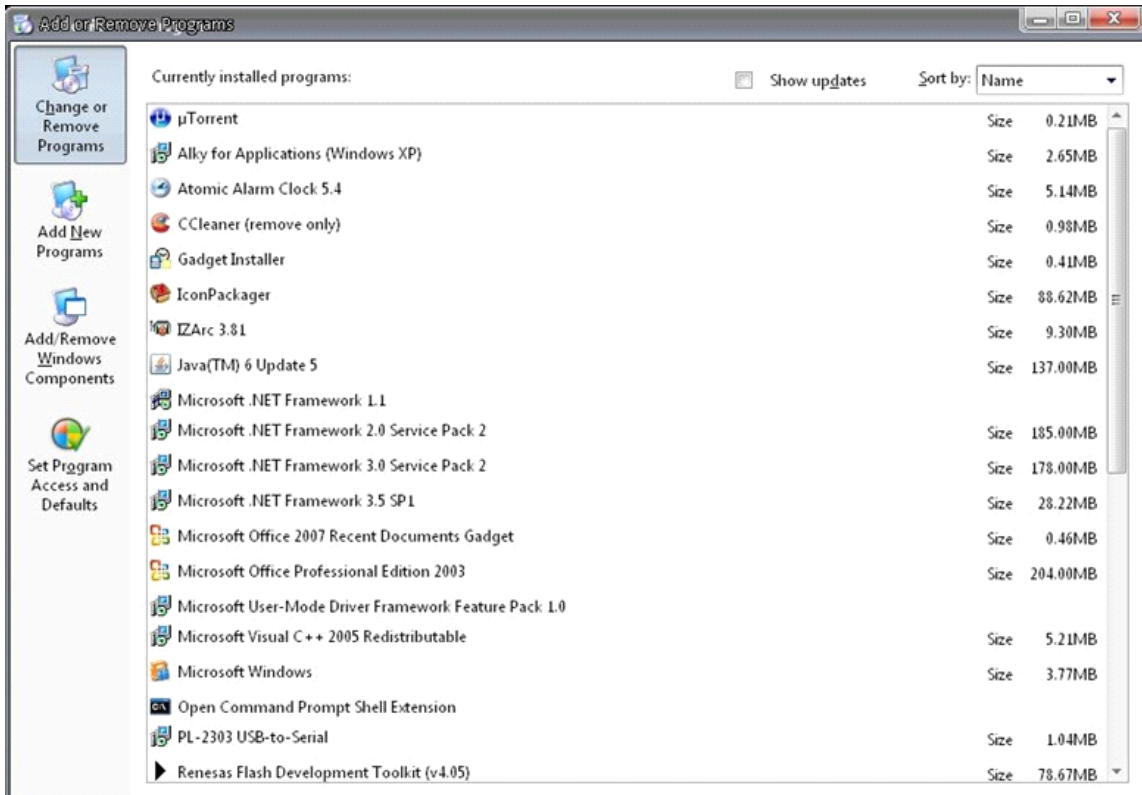 Add or Remove Programs
Change or
Remove
Programs
Add New
Programs
Add/Remove
Windows
Components
Set Program
Access and
Defaults
Currently installed programs:
Show updates
Sort by: Name
µTorrent Size 0.21MB
Alky for Applications (Windows XP) Size 2.65MB
Atomic Alarm Clock 5.4 Size 5.14MB
CCleaner (remove only) Size 0.98MB
Gadget Installer Size 0.41MB
IconPackager Size 88.62MB
IZArc 3.81 Size 9.30MB
Java(TM) 6 Update 5 Size 137.00MB
Microsoft .NET Framework 1.1
Microsoft .NET Framework 2.0 Service Pack 2 Size 185.00MB
Microsoft .NET Framework 3.0 Service Pack 2 Size 178.00MB
Microsoft .NET Framework 3.5 SP1 Size 28.22MB
Microsoft Office 2007 Recent Documents Gadget Size 0.46MB
Microsoft Office Professional Edition 2003 Size 204.00MB
Microsoft User-Mode Driver Framework Feature Pack 1.0
Microsoft Visual C++ 2005 Redistributable Size 5.21MB
Microsoft Windows Size 3.77MB
Open Command Prompt Shell Extension
PL-2303 USB-to-Serial Size 1.04MB
Renesas Flash Development Toolkit (v4.05) Size 78.67MB